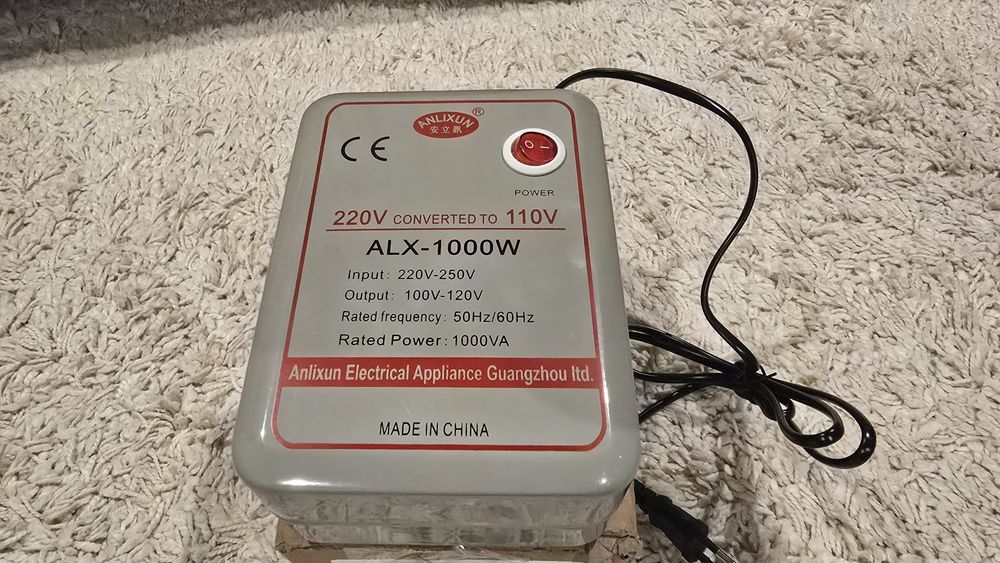 ANLIXUN ®
安立訊
CE
O I
POWER
220V CONVERTED TO 110V
ALX-1000W
Input: 220V-250V
Output: 100V-120V
Rated frequency: 50Hz/60Hz
Rated Power: 1000VA
Anlixun Electrical Appliance Guangzhou ltd.
MADE IN CHINA